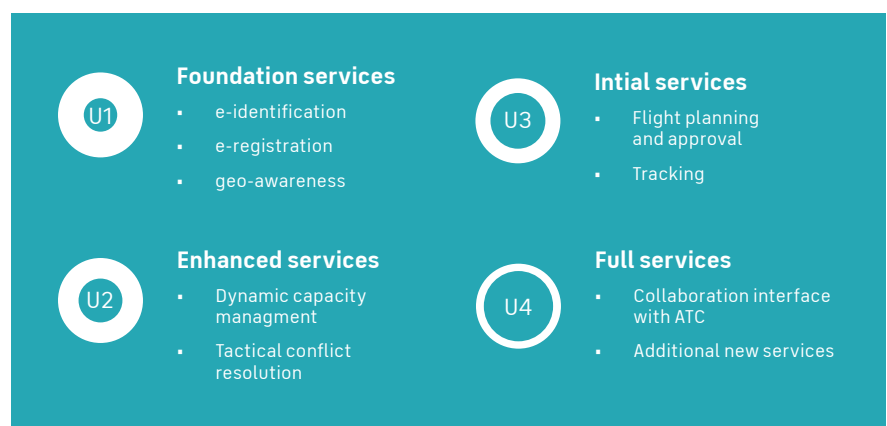 U1
Foundation services
▪ e-identification
▪ e-registration
▪ geo-awareness
U2
Enhanced services
▪ Dynamic capacity
managment
▪ Tactical conflict
resolution
U3
Intial services
▪ Flight planning
and approval
▪ Tracking
U4
Full services
▪ Collaboration interface
with ATC
▪ Additional new services